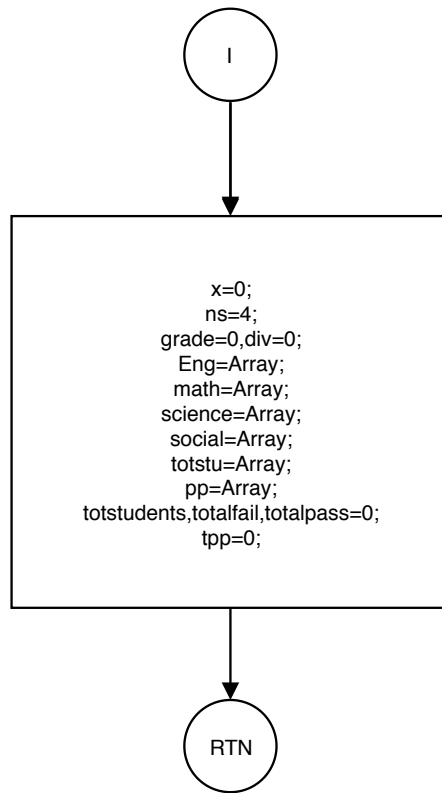 I
x=0;
ns=4;
grade=0,div=0;
Eng=Array;
math=Array;
science=Array;
social=Array;
totstu=Array;
pp=Array;
totstudents,totalfail,totalpass=0;
tpp=0;
RTN